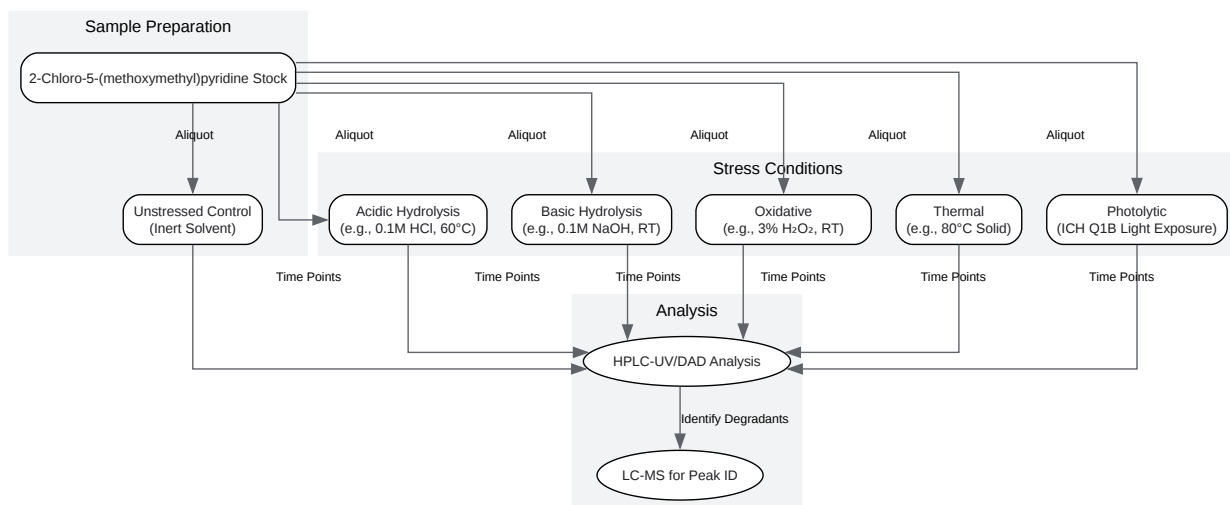 Sample Preparation
2-Chloro-5-(methoxymethyl)pyridine Stock
Aliquot
Aliquot
Aliquot
Aliquot
Aliquot
Aliquot
Stress Conditions
Unstressed Control
(Inert Solvent)
Acidic Hydrolysis
(e.g., 0.1M HCl, 60°C)
Basic Hydrolysis
(e.g., 0.1M NaOH, RT)
Oxidative
(e.g., 3% H₂O₂, RT)
Thermal
(e.g., 80°C Solid)
Photolytic
(ICH Q1B Light Exposure)
Time Points
Time Points
Time Points
Time Points
Time Points
Time Points
Analysis
HPLC-UV/DAD Analysis
Identify Degradants
LC-MS for Peak ID